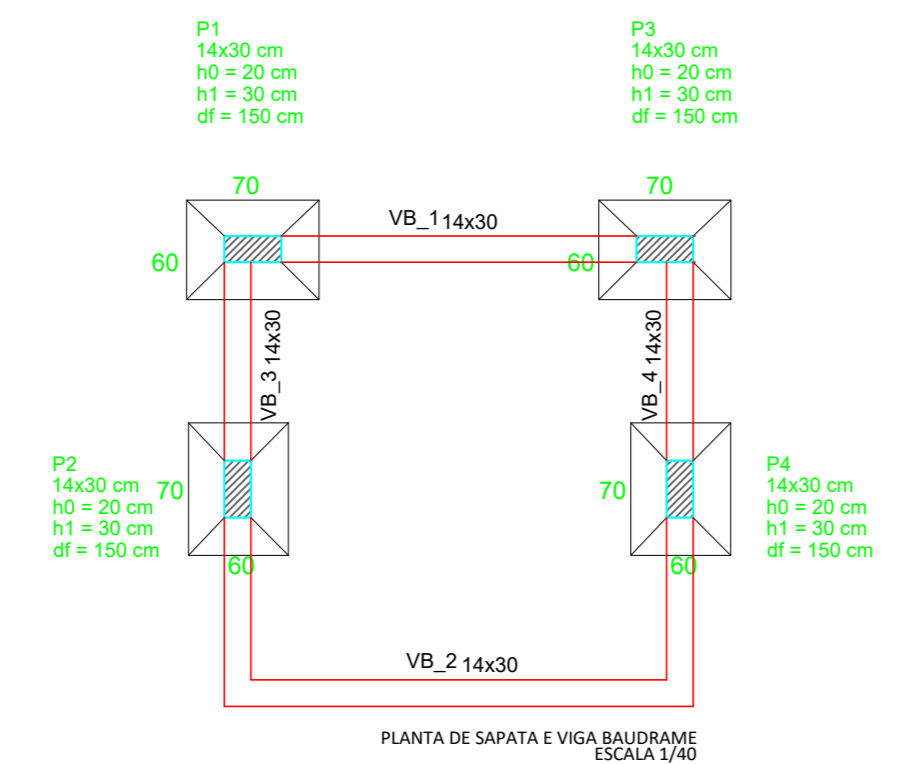 P1
14x30 cm
h0 = 20 cm
h1 = 30 cm
df = 150 cm
P3
14x30 cm
h0 = 20 cm
h1 = 30 cm
df = 150 cm
70
70
VB_1 14x30
60
60
VB_3 14x30
VB_4 14x30
P2
14x30 cm
h0 = 20 cm
h1 = 30 cm
df = 150 cm
70
70
P4
14x30 cm
h0 = 20 cm
h1 = 30 cm
df = 150 cm
60
60
VB_2 14x30
PLANTA DE SAPATA E VIGA BAUDRAME
ESCALA 1/40